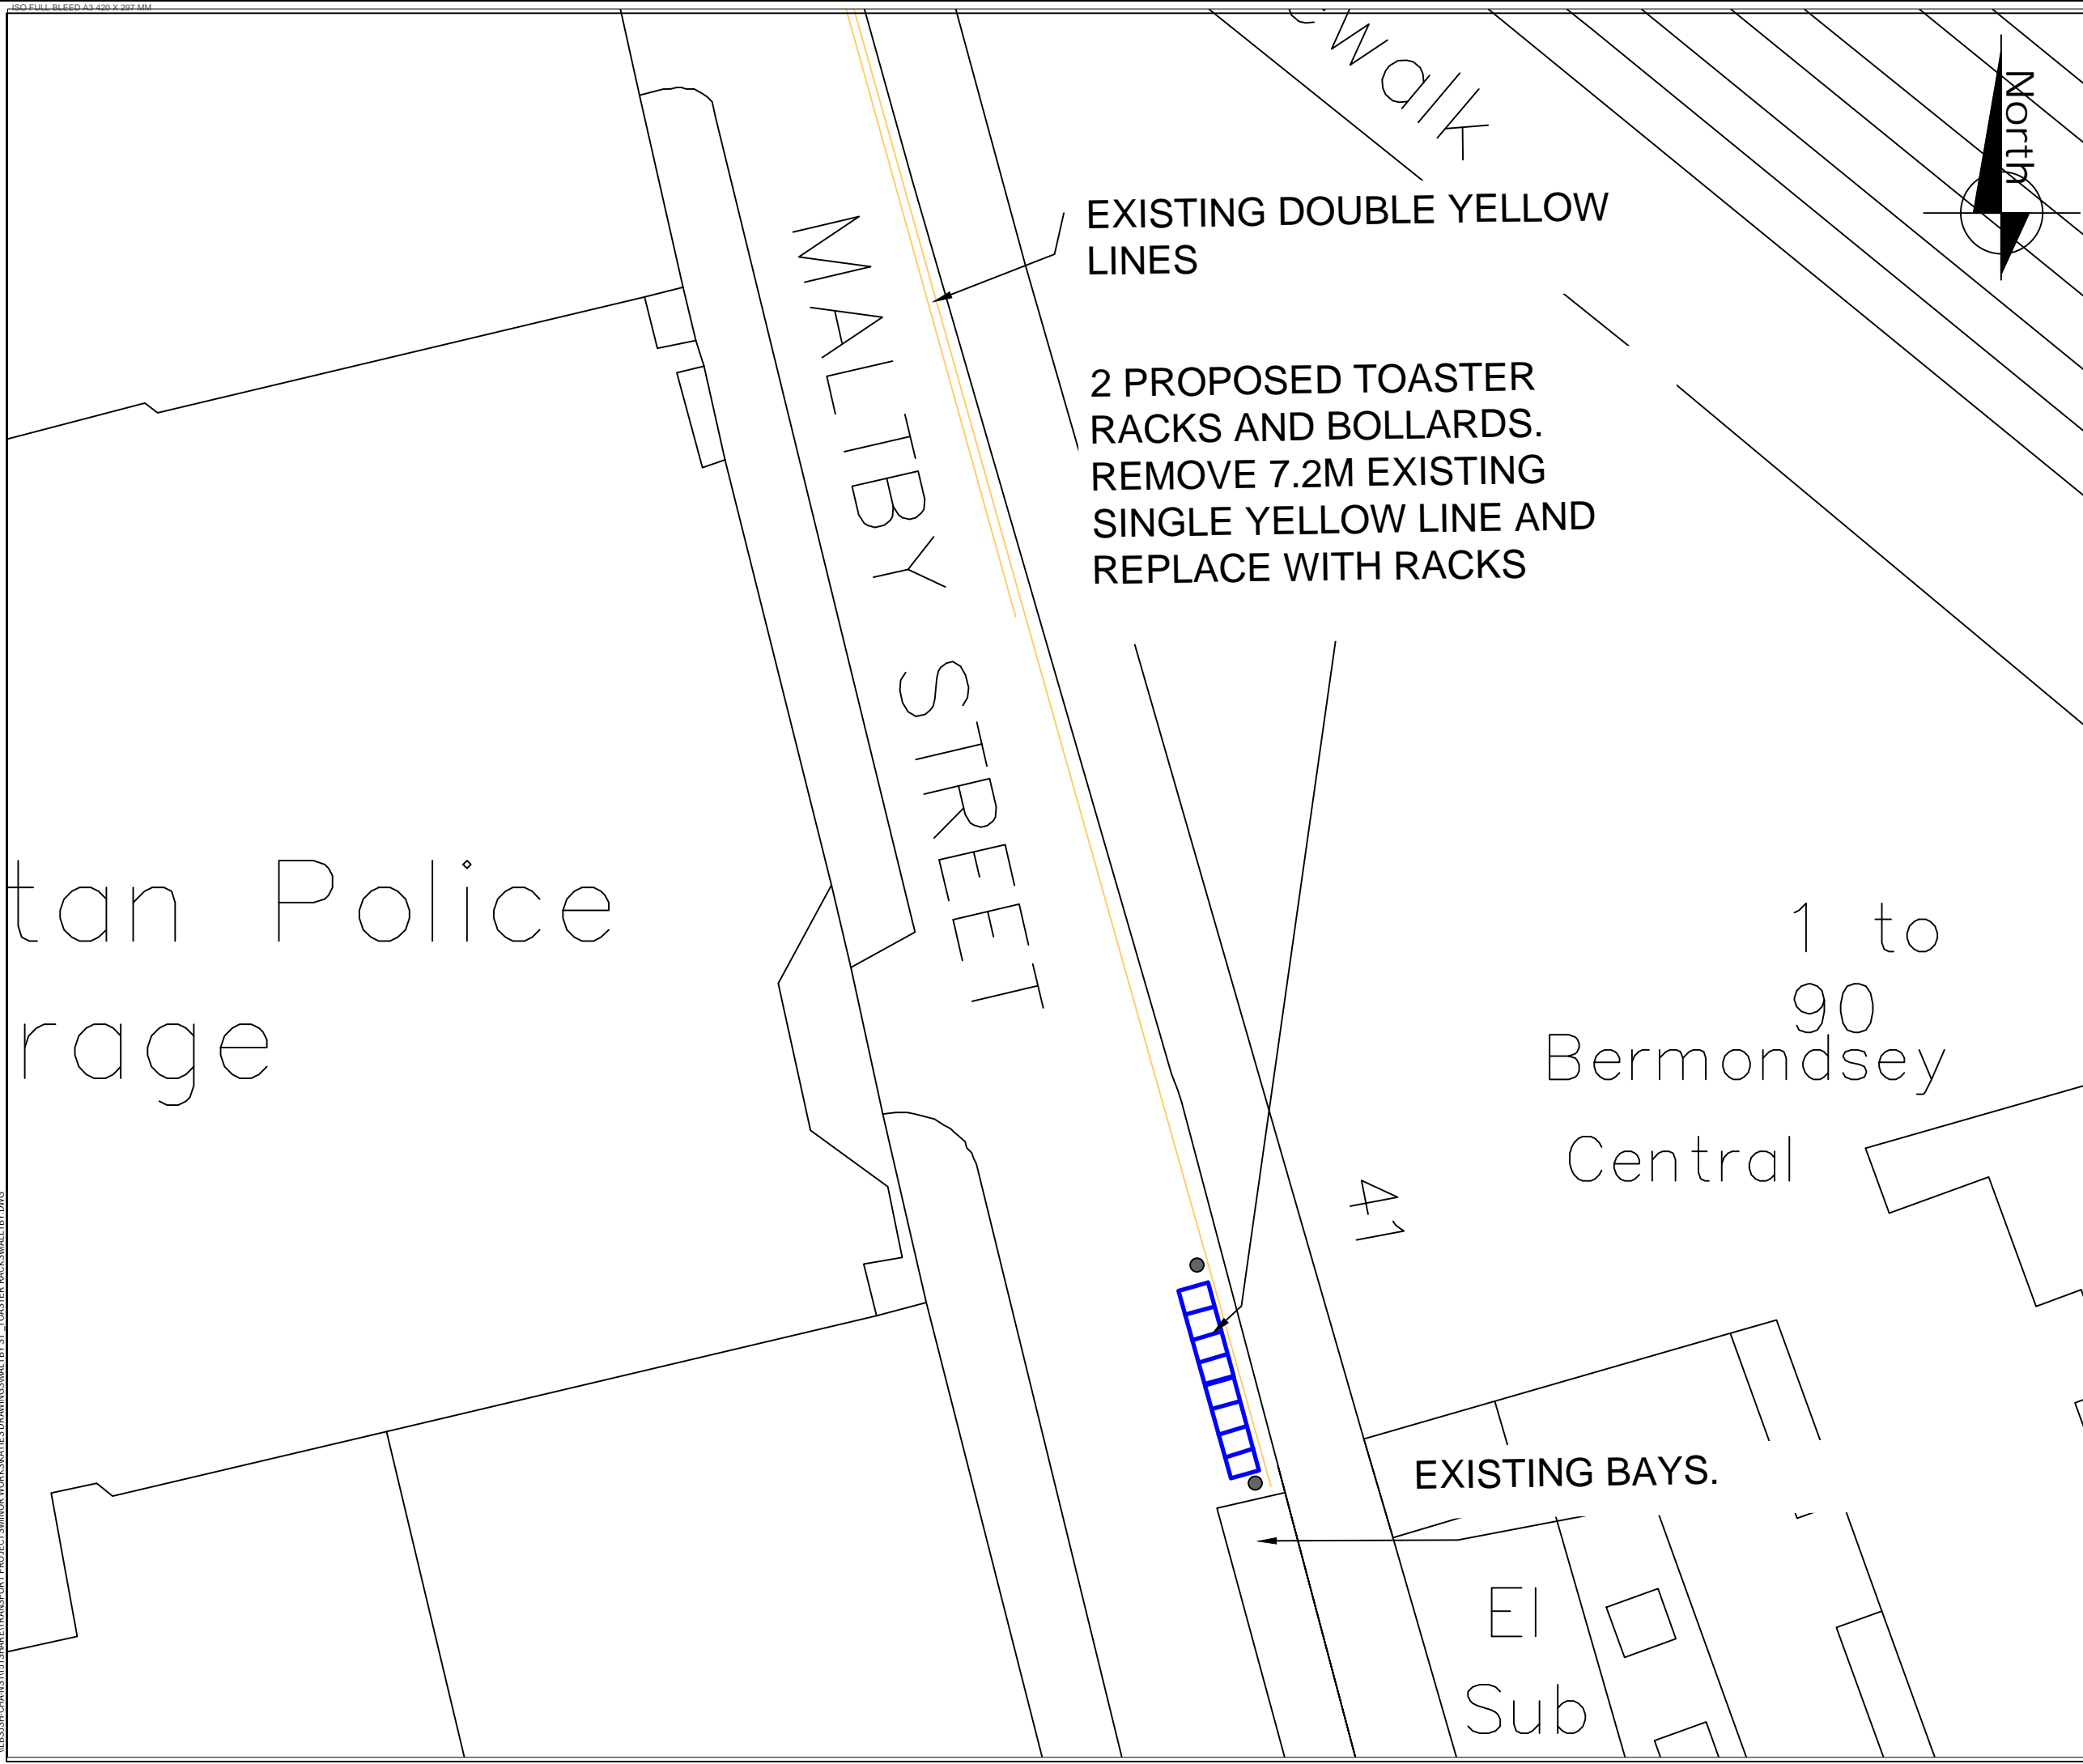 ISO FULL BLEED A3 420 X 297 MM
walk
North
EXISTING DOUBLE YELLOW
LINES
2 PROPOSED TOASTER
RACKS AND BOLLARDS.
REMOVE 7.2M EXISTING
SINGLE YELLOW LINE AND
REPLACE WITH RACKS
MALTBY STREET
tan Police
rage
1 to
90
Bermondsey
Central
41
EXISTING BAYS.
El
Sub